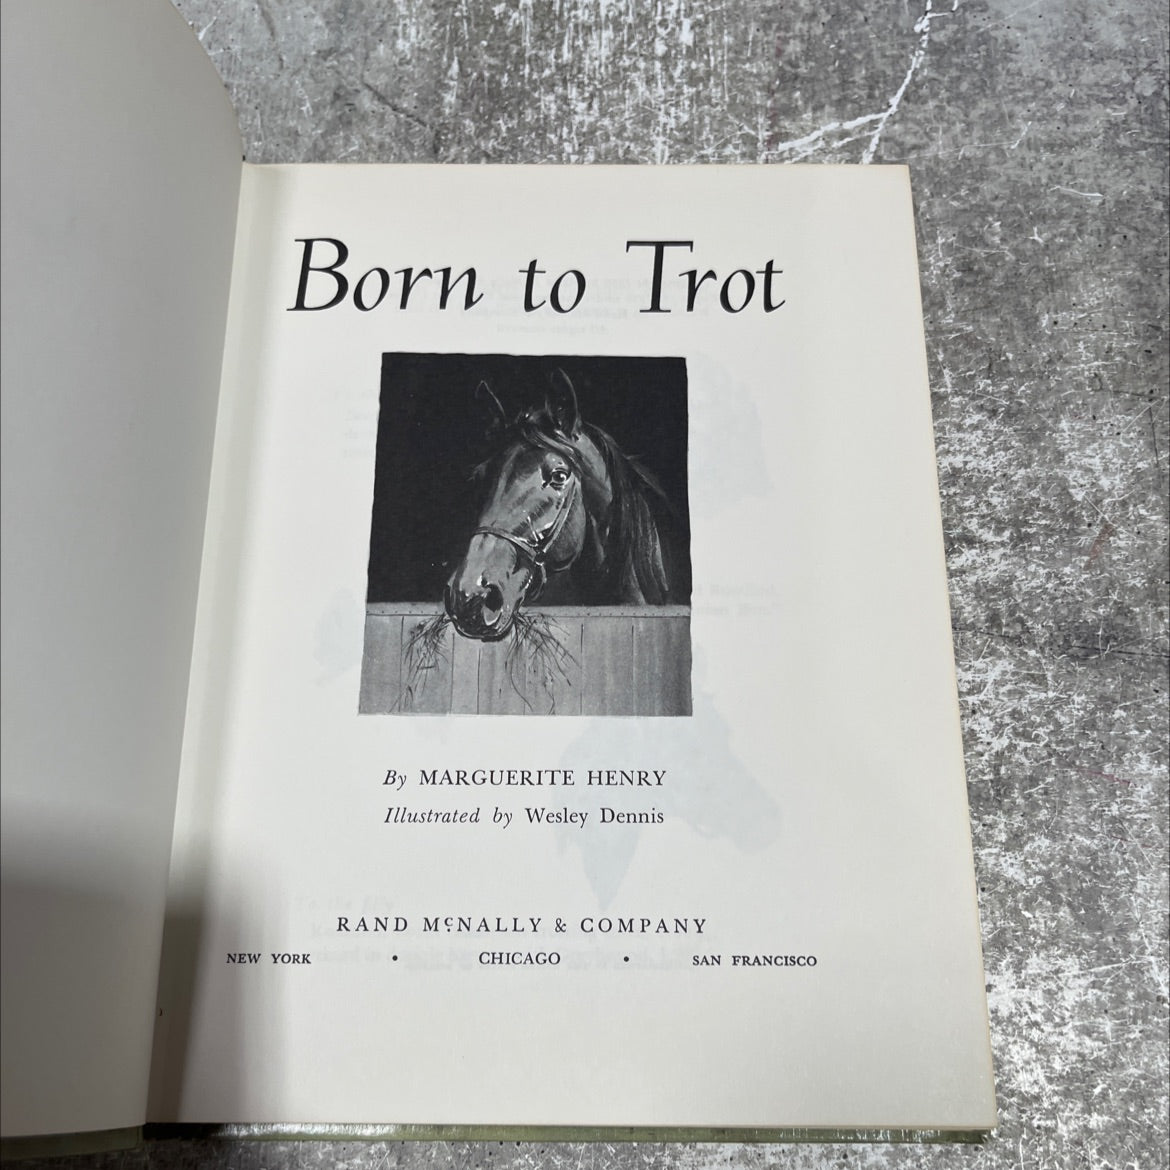 Born to Trot
By MARGUERITE HENRY
Illustrated by Wesley Dennis
RAND McNALLY & COMPANY
NEW YORK • CHICAGO • SAN FRANCISCO